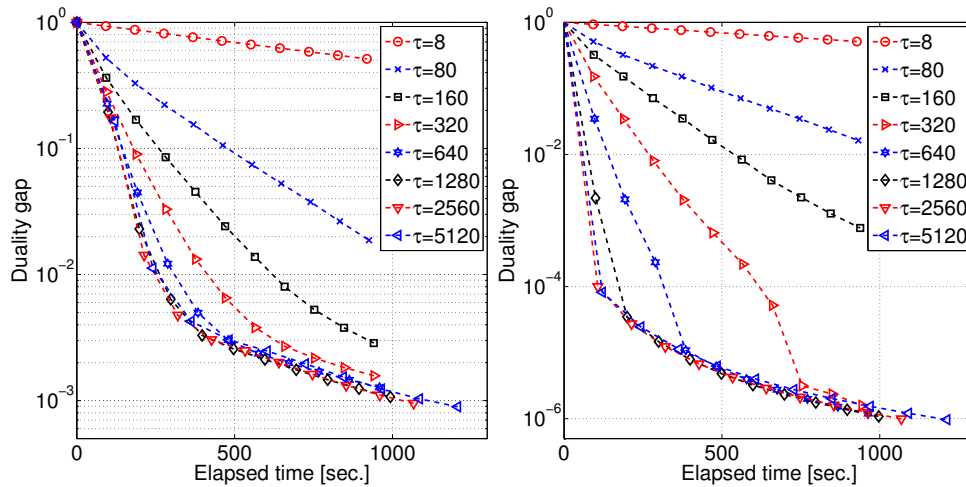 10^0
10^-1
10^-2
10^-3
Duality gap
0
500
1000
Elapsed time [sec.]
τ=8
τ=80
τ=160
τ=320
τ=640
τ=1280
τ=2560
τ=5120
10^0
10^-2
10^-4
10^-6
Duality gap
0
500
1000
Elapsed time [sec.]
τ=8
τ=80
τ=160
τ=320
τ=640
τ=1280
τ=2560
τ=5120